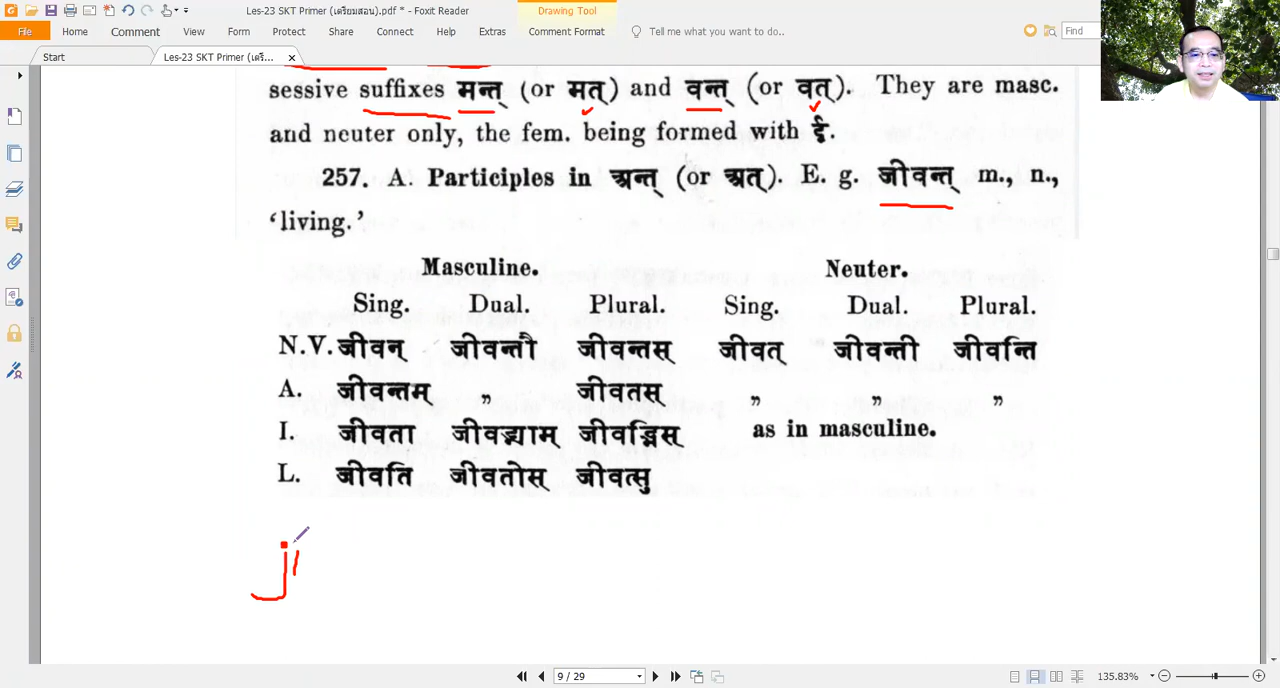 Les-23 SKT Primer (เตรียมสอน).pdf * - Foxit Reader
Drawing Tool
File Home Comment View Form Protect Share Connect Help Extras Comment Format Tell me what you want to do.. Find
Start Les-23 SKT Primer (เตรี...
sessive suffixes मन्त् (or मत्) and वन्त् (or वत्). They are masc.
and neuter only, the fem. being formed with ई.
257. A. Participles in अन्त् (or अत्). E. g. जीवन्त् m., n.,
‘living.’
Masculine. Neuter.
Sing. Dual. Plural. Sing. Dual. Plural.
N.V. जीवन् जीवन्तौ जीवन्तस् जीवत् जीवन्ती जीवन्ति
A. जीवन्तम् „ जीवतस् „ „ „
I. जीवता जीवद्भ्याम् जीवद्भिस् as in masculine.
L. जीवति जीवतोस् जीवत्सु
ji
9 / 29
135.83%